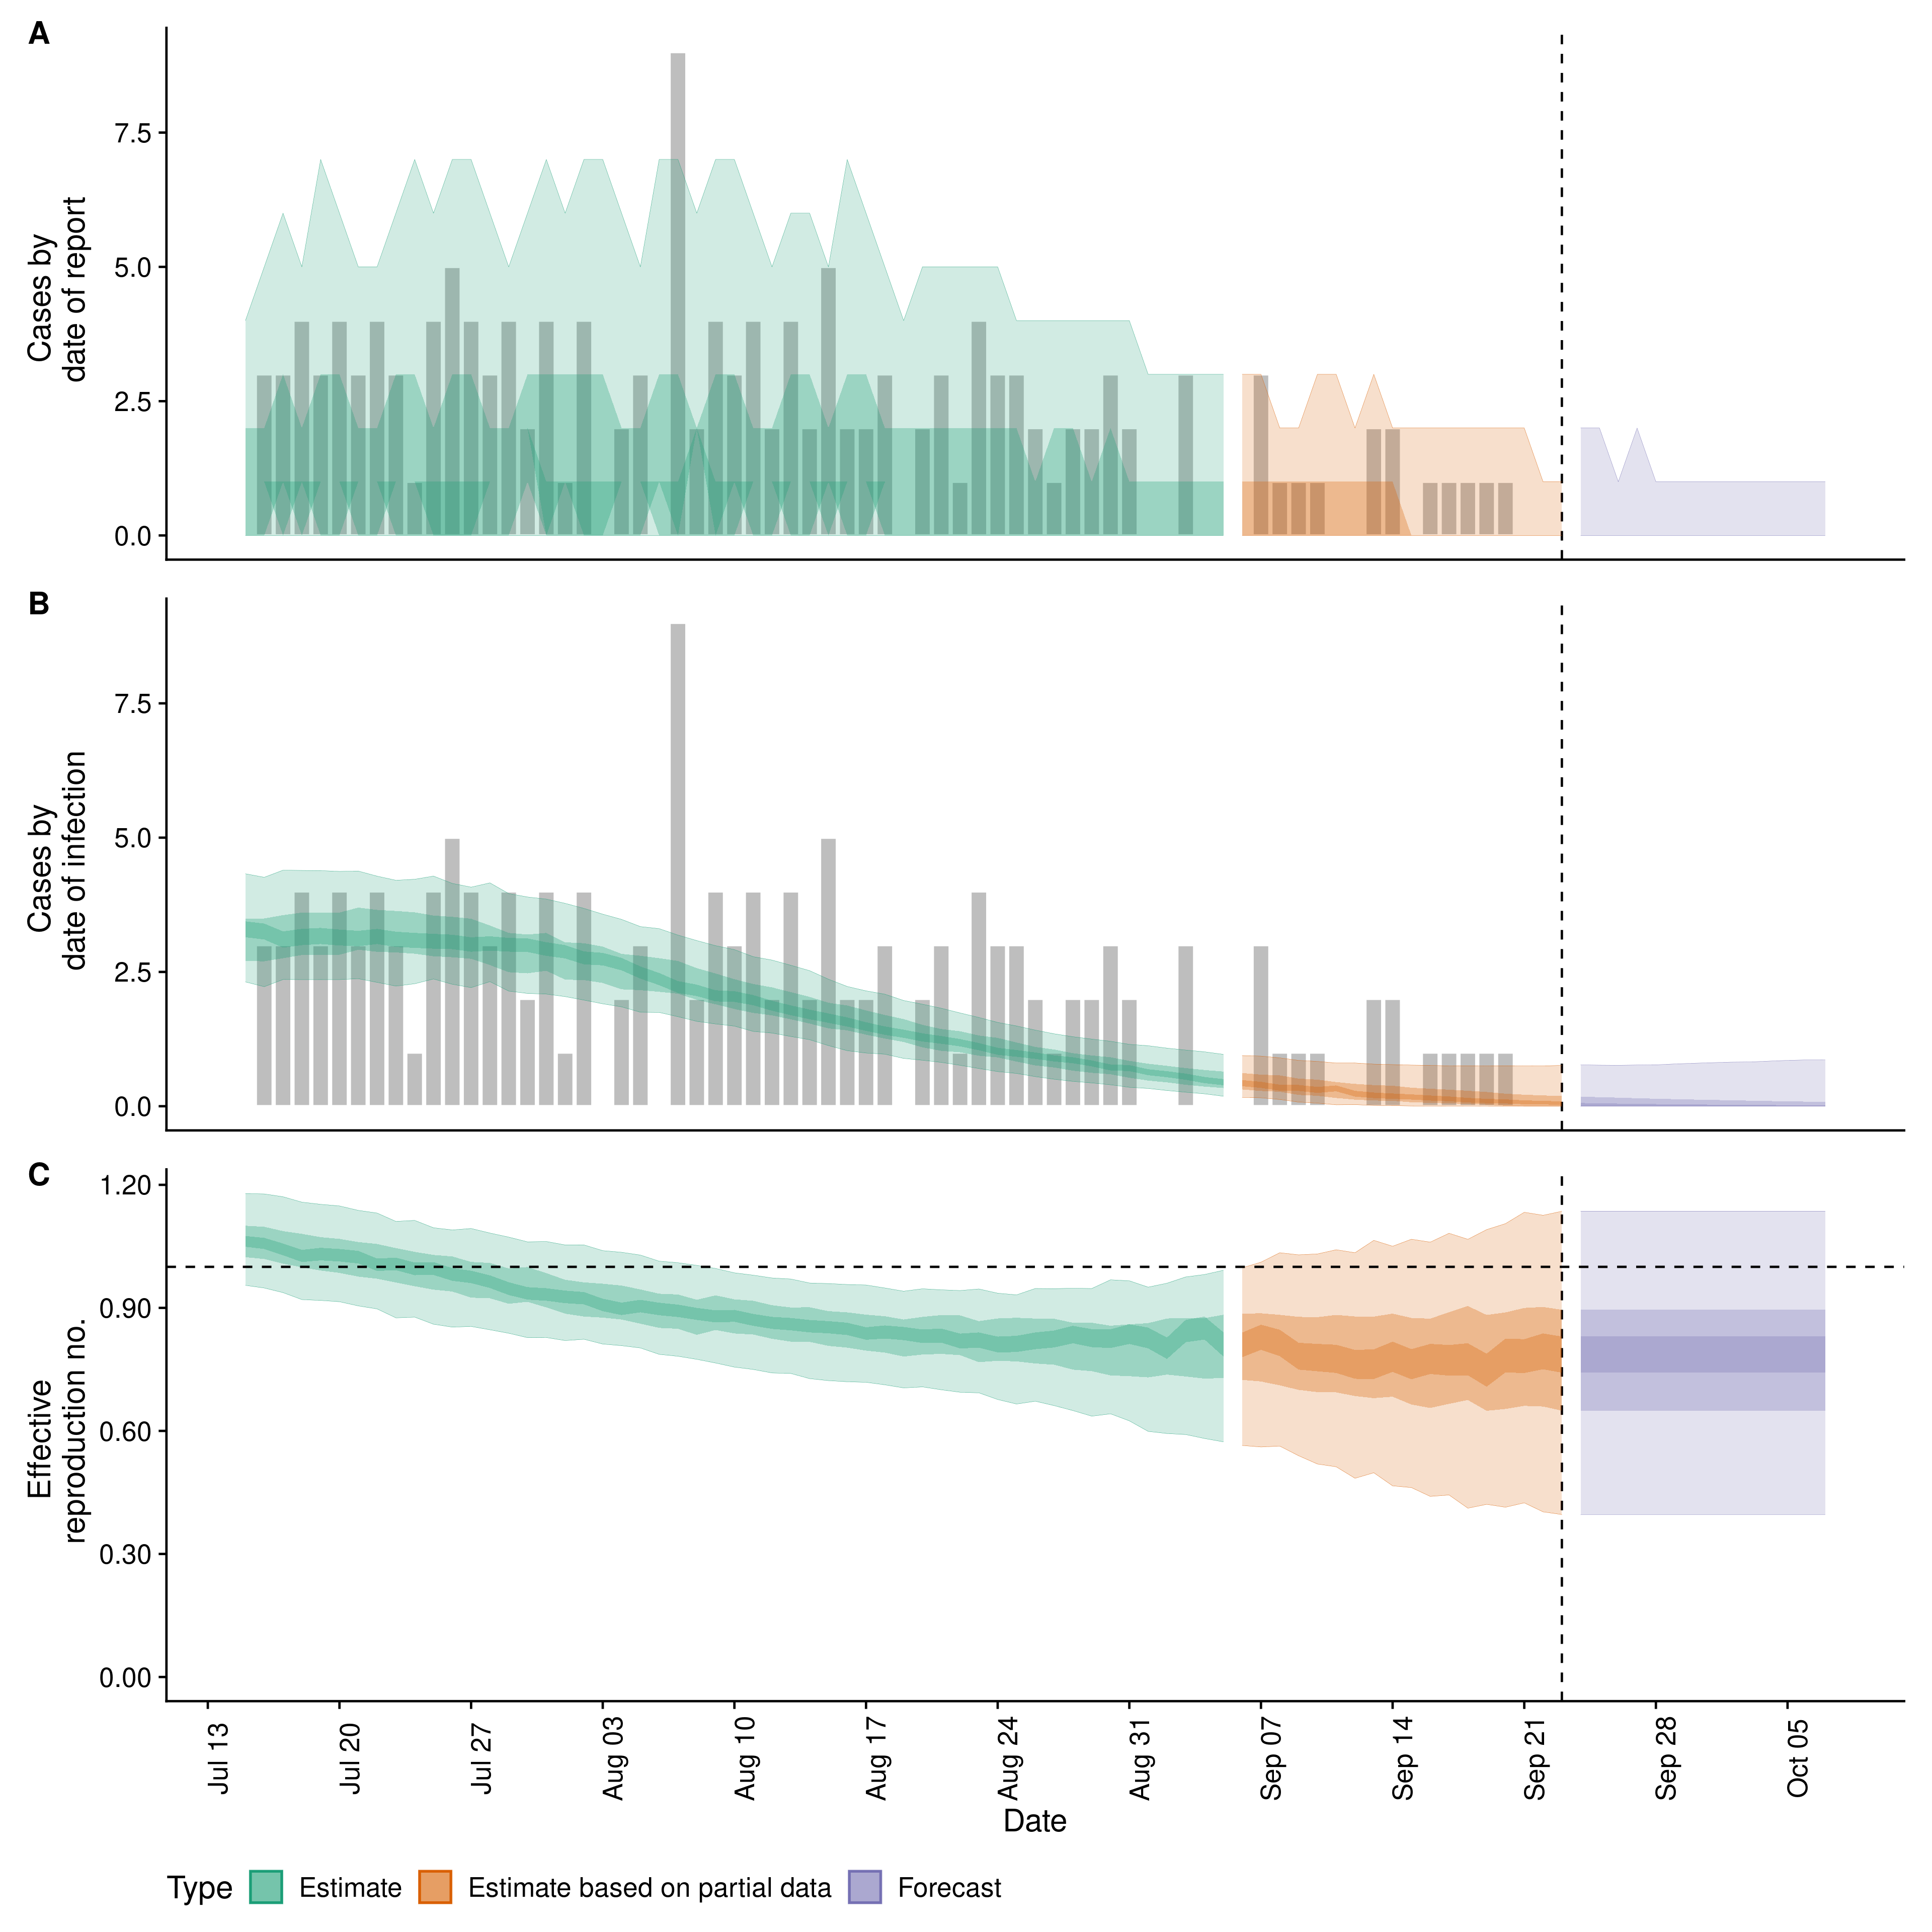 A
7.5
5.0
2.5
0.0
Cases by
date of report
B
7.5
5.0
2.5
0.0
Cases by
date of infection
C
1.20
0.90
0.60
0.30
0.00
Effective
reproduction no.
Jul 13
Jul 20
Jul 27
Aug 03
Aug 10
Aug 17
Aug 24
Aug 31
Sep 07
Sep 14
Sep 21
Sep 28
Oct 05
Date
Type Estimate Estimate based on partial data Forecast